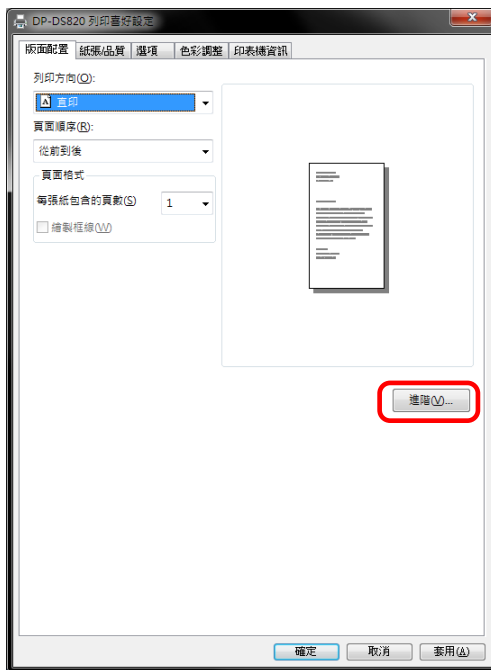 DP-DS820 列印喜好設定
版面配置 紙張/品質 選項 色彩調整 印表機資訊
列印方向(O):
直印
頁面順序(R):
從前到後
頁面格式
每張紙包含的頁數(S) 1
繪製框線(W)
進階(V)...
確定 取消 套用(A)